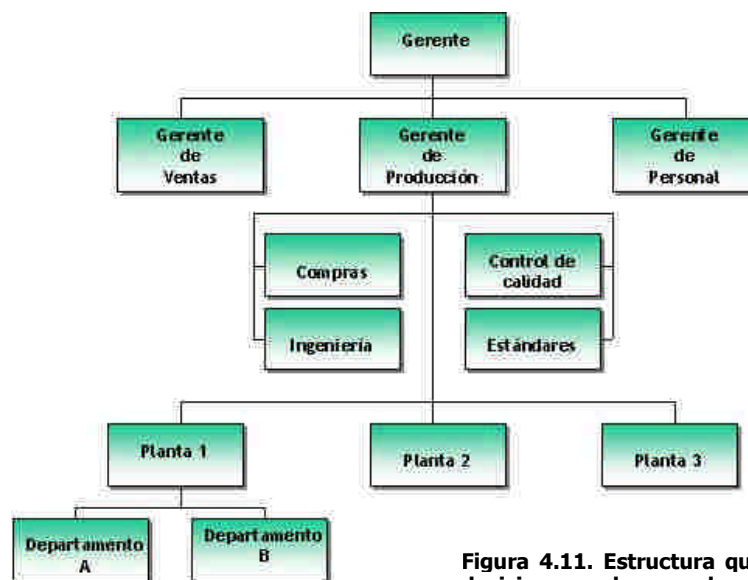 Gerente
Gerente
de
Ventas
Gerente
de
Producción
Gerente
de
Personal
Compras
Control de
calidad
Ingeniería
Estándares
Planta 1
Planta 2
Planta 3
Departamento
A
Departamento
B
Figura 4.11. Estructura qu